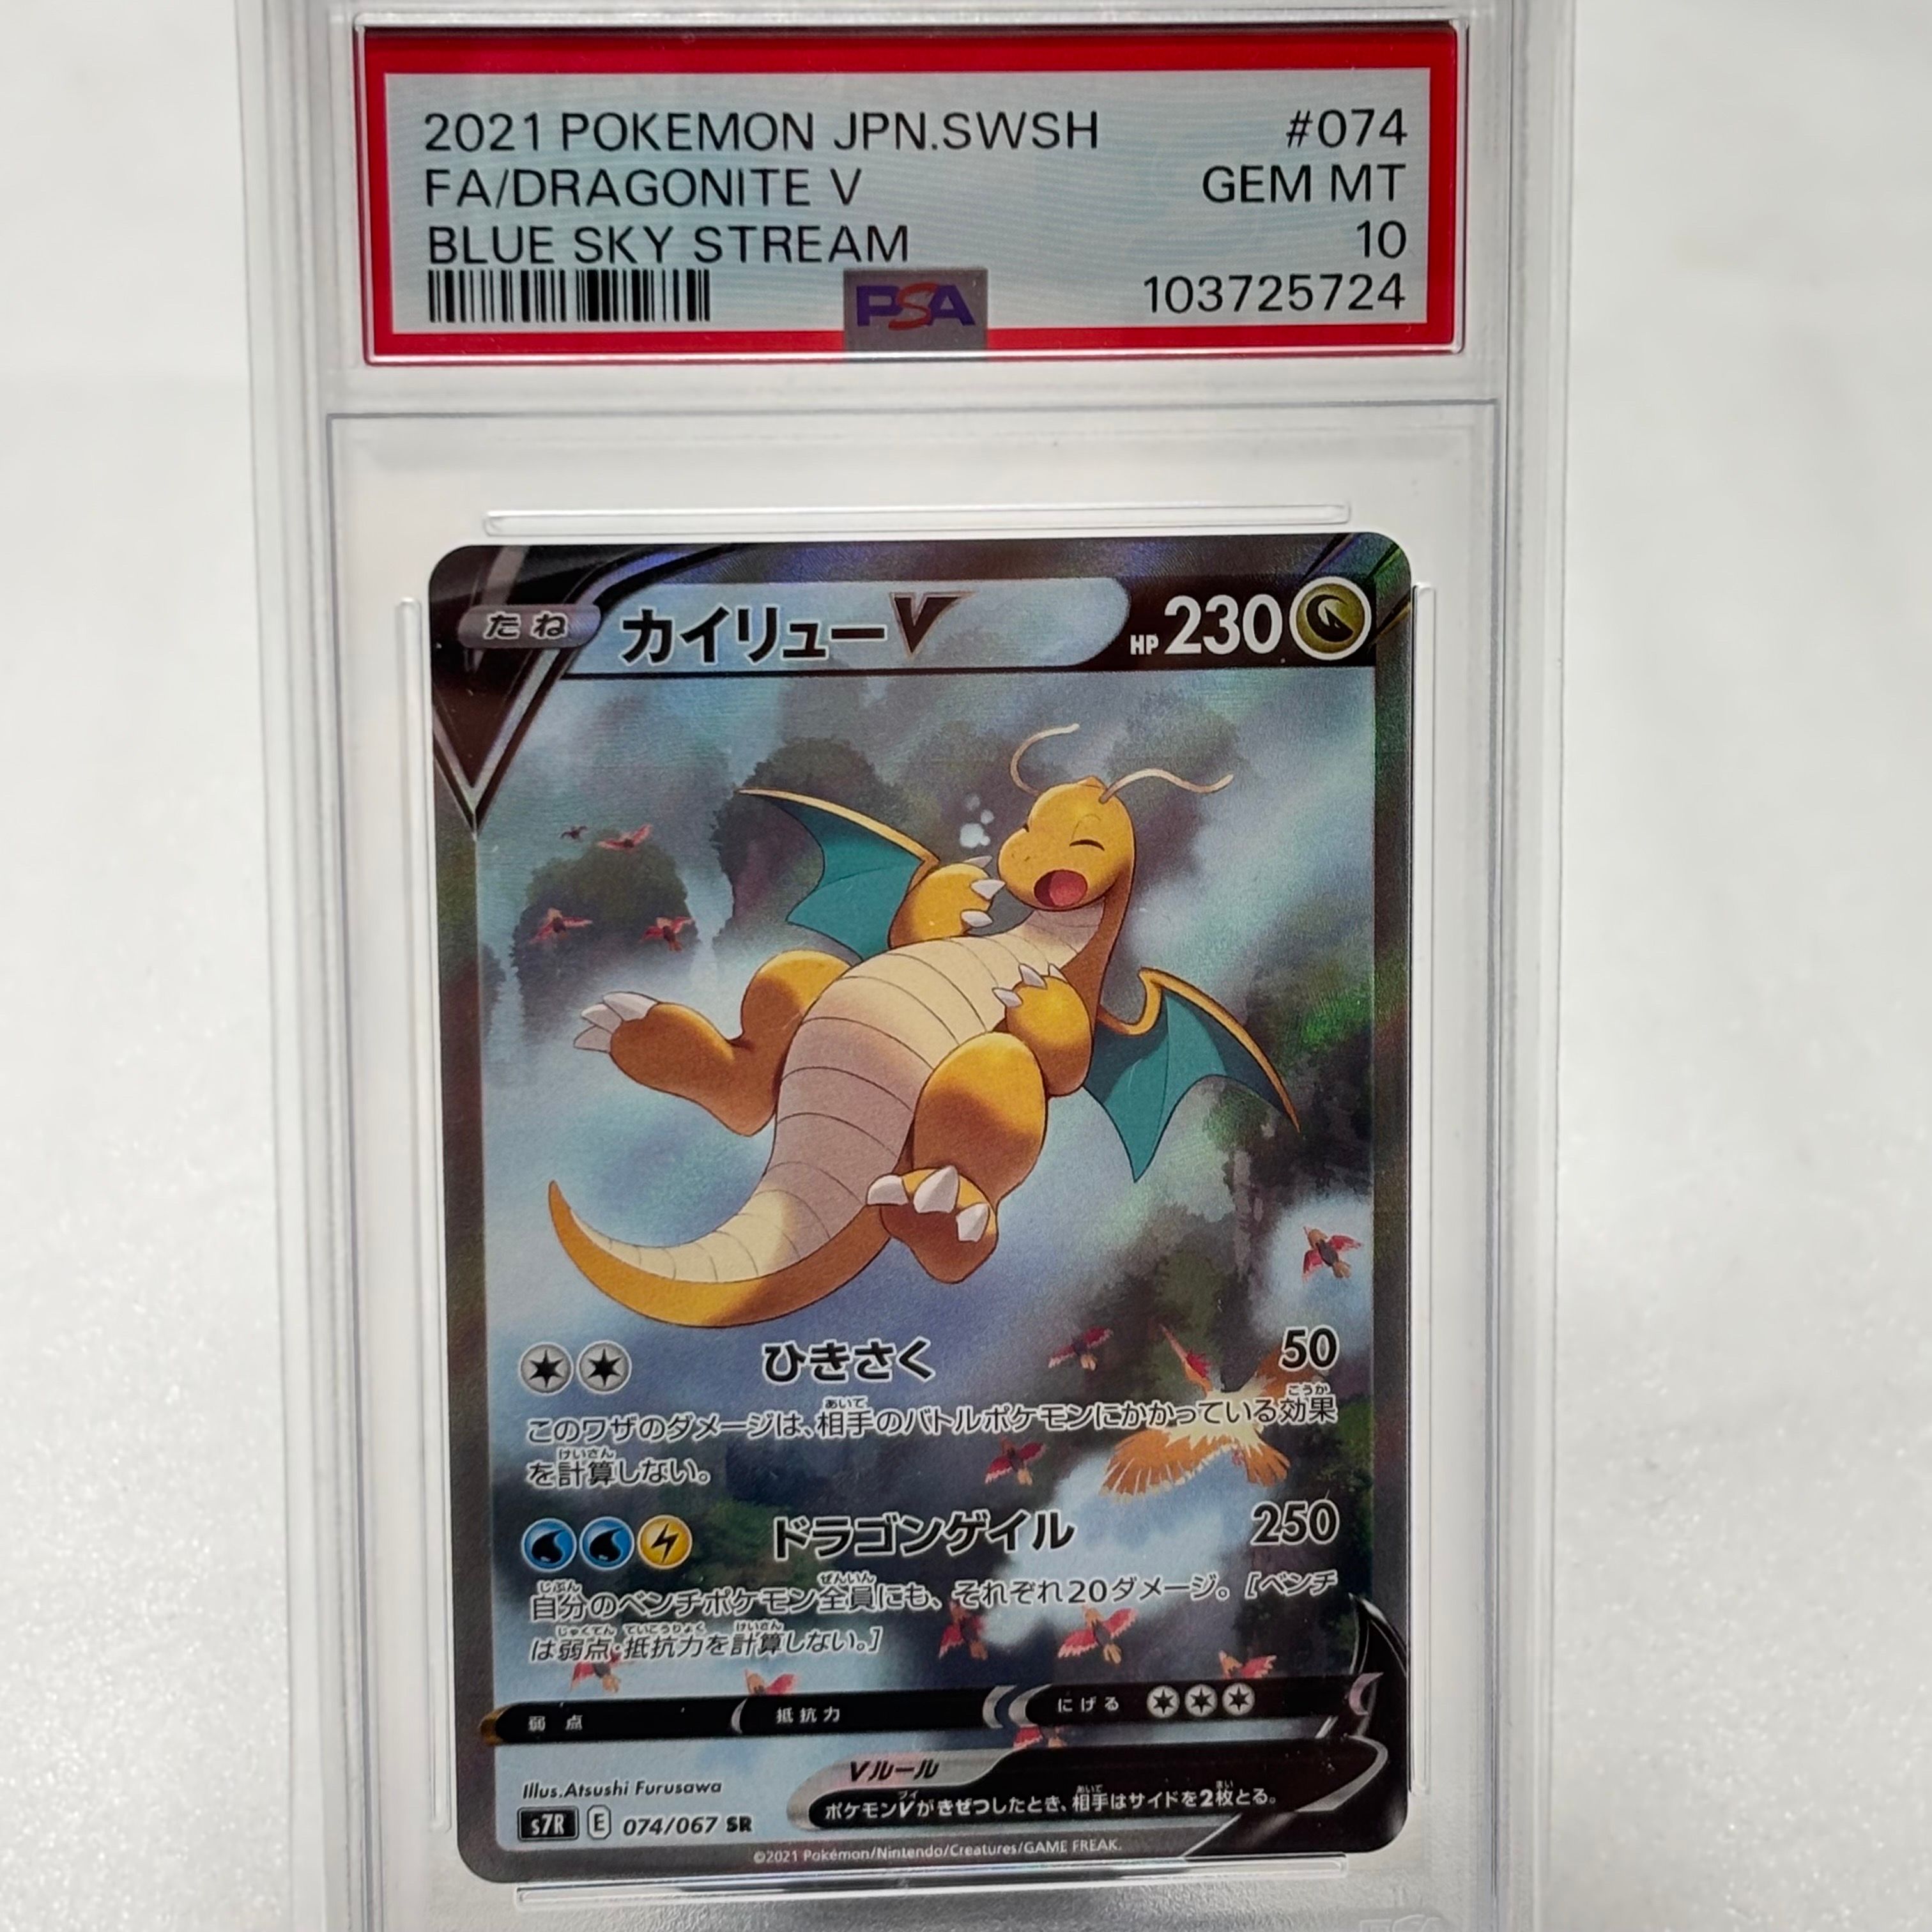 2021 POKEMON JPN.SWSH #074
FA/DRAGONITE V GEM MT
BLUE SKY STREAM 10
PSA 103725724
たね カイリューV HP 230
ひきさく 50
このワザのダメージは、相手のバトルポケモンにかかっている効果
を計算しない。
ドラゴンゲイル 250
自分のベンチポケモン全員にも、それぞれ20ダメージ。[ベンチ
は弱点・抵抗力を計算しない。]
弱点 抵抗力 にげる
Vルール
Illus.Atsushi Furusawa
ポケモンVがきぜつしたとき、相手はサイドを2枚とる。
s7R E 074/067 SR
©2021 Pokémon/Nintendo/Creatures/GAME FREAK.